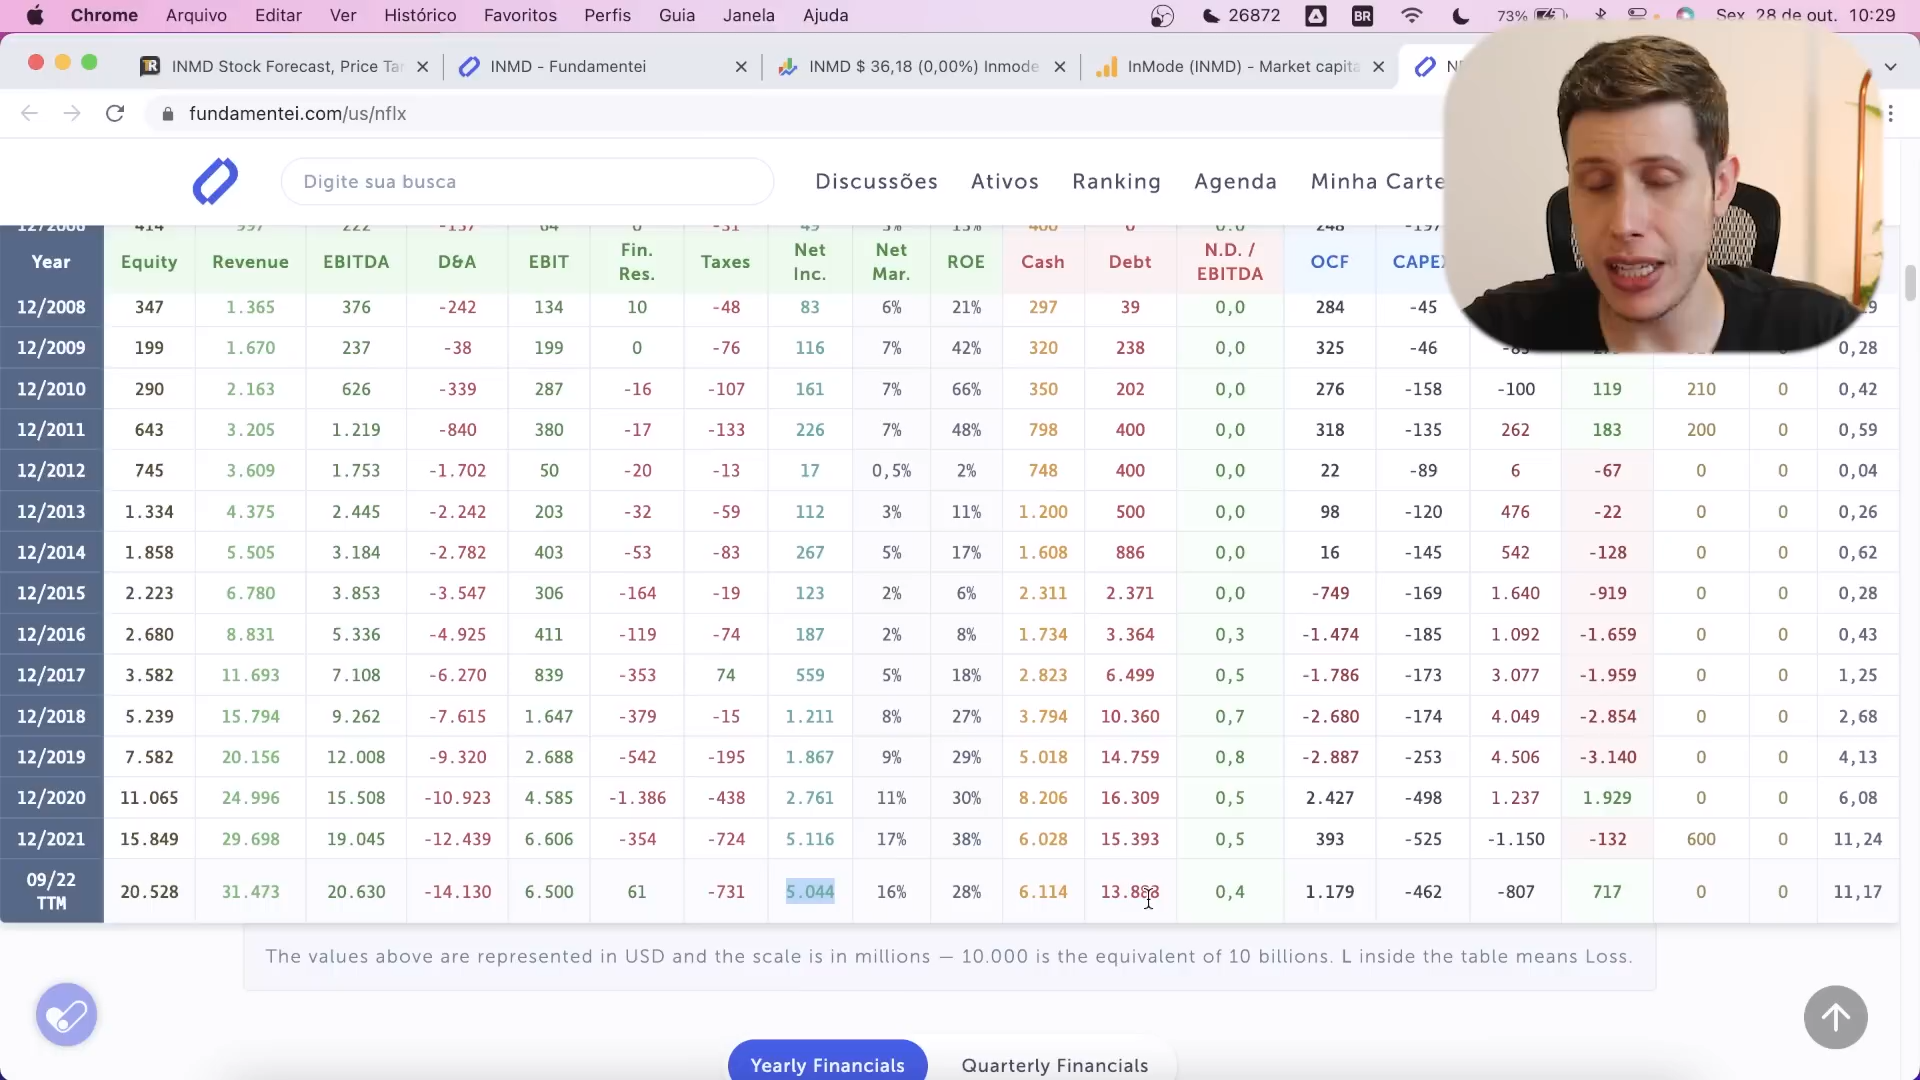 Chrome Arquivo Editar Ver Histórico Favoritos Perfis Guia Janela Ajuda 26872 BR 73% Sex. 28 de out. 10:29
TR INMD Stock Forecast, Price Tar INMD - Fundamentei INMD $ 36,18 (0,00%) Inmode InMode (INMD) - Market capita
fundamentei.com/us/nflx
Digite sua busca Discussões Ativos Ranking Agenda Minha Carte
Year Equity Revenue EBITDA D&A EBIT Fin. Res. Taxes Net Inc. Net Mar. ROE Cash Debt N.D. / EBITDA OCF CAPEX
12/2008 347 1.365 376 -242 134 10 -48 83 6% 21% 297 39 0,0 284 -45
12/2009 199 1.670 237 -38 199 0 -76 116 7% 42% 320 238 0,0 325 -46 0,28
12/2010 290 2.163 626 -339 287 -16 -107 161 7% 66% 350 202 0,0 276 -158 -100 119 210 0 0,42
12/2011 643 3.205 1.219 -840 380 -17 -133 226 7% 48% 798 400 0,0 318 -135 262 183 200 0 0,59
12/2012 745 3.609 1.753 -1.702 50 -20 -13 17 0,5% 2% 748 400 0,0 22 -89 6 -67 0 0 0,04
12/2013 1.334 4.375 2.445 -2.242 203 -32 -59 112 3% 11% 1.200 500 0,0 98 -120 476 -22 0 0 0,26
12/2014 1.858 5.505 3.184 -2.782 403 -53 -83 267 5% 17% 1.608 886 0,0 16 -145 542 -128 0 0 0,62
12/2015 2.223 6.780 3.853 -3.547 306 -164 -19 123 2% 6% 2.311 2.371 0,0 -749 -169 1.640 -919 0 0 0,28
12/2016 2.680 8.831 5.336 -4.925 411 -119 -74 187 2% 8% 1.734 3.364 0,3 -1.474 -185 1.092 -1.659 0 0 0,43
12/2017 3.582 11.693 7.108 -6.270 839 -353 74 559 5% 18% 2.823 6.499 0,5 -1.786 -173 3.077 -1.959 0 0 1,25
12/2018 5.239 15.794 9.262 -7.615 1.647 -379 -15 1.211 8% 27% 3.794 10.360 0,7 -2.680 -174 4.049 -2.854 0 0 2,68
12/2019 7.582 20.156 12.008 -9.320 2.688 -542 -195 1.867 9% 29% 5.018 14.759 0,8 -2.887 -253 4.506 -3.140 0 0 4,13
12/2020 11.065 24.996 15.508 -10.923 4.585 -1.386 -438 2.761 11% 30% 8.206 16.309 0,5 2.427 -498 1.237 1.929 0 0 6,08
12/2021 15.849 29.698 19.045 -12.439 6.606 -354 -724 5.116 17% 38% 6.028 15.393 0,5 393 -525 -1.150 -132 600 0 11,24
09/22 TTM 20.528 31.473 20.630 -14.130 6.500 61 -731 5.044 16% 28% 6.114 0,4 1.179 -462 -807 717 0 0 11,17
The values above are represented in USD and the scale is in millions — 10.000 is the equivalent of 10 billions. L inside the table means Loss.
Yearly Financials Quarterly Financials